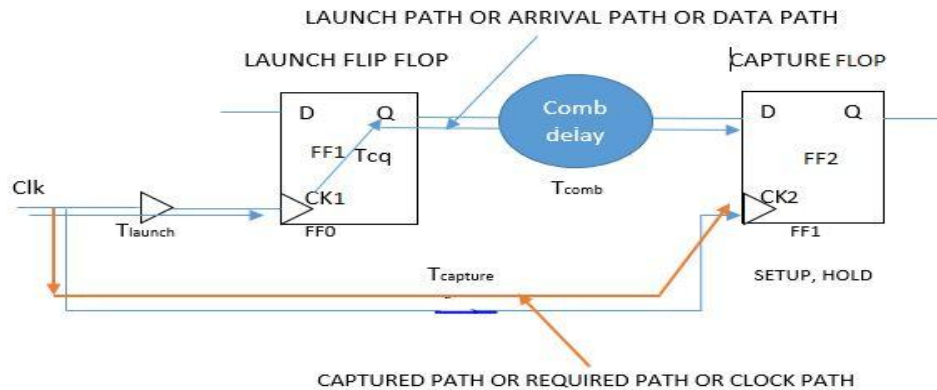 LAUNCH PATH OR ARRIVAL PATH OR DATA PATH
LAUNCH FLIP FLOP
CAPTURE FLOP
D Q
FF1
Tcq
CK1
FF0
Comb
delay
Tcomb
D Q
FF2
CK2
FF1
Clk
Tlaunch
Tcapture
SETUP, HOLD
CAPTURED PATH OR REQUIRED PATH OR CLOCK PATH